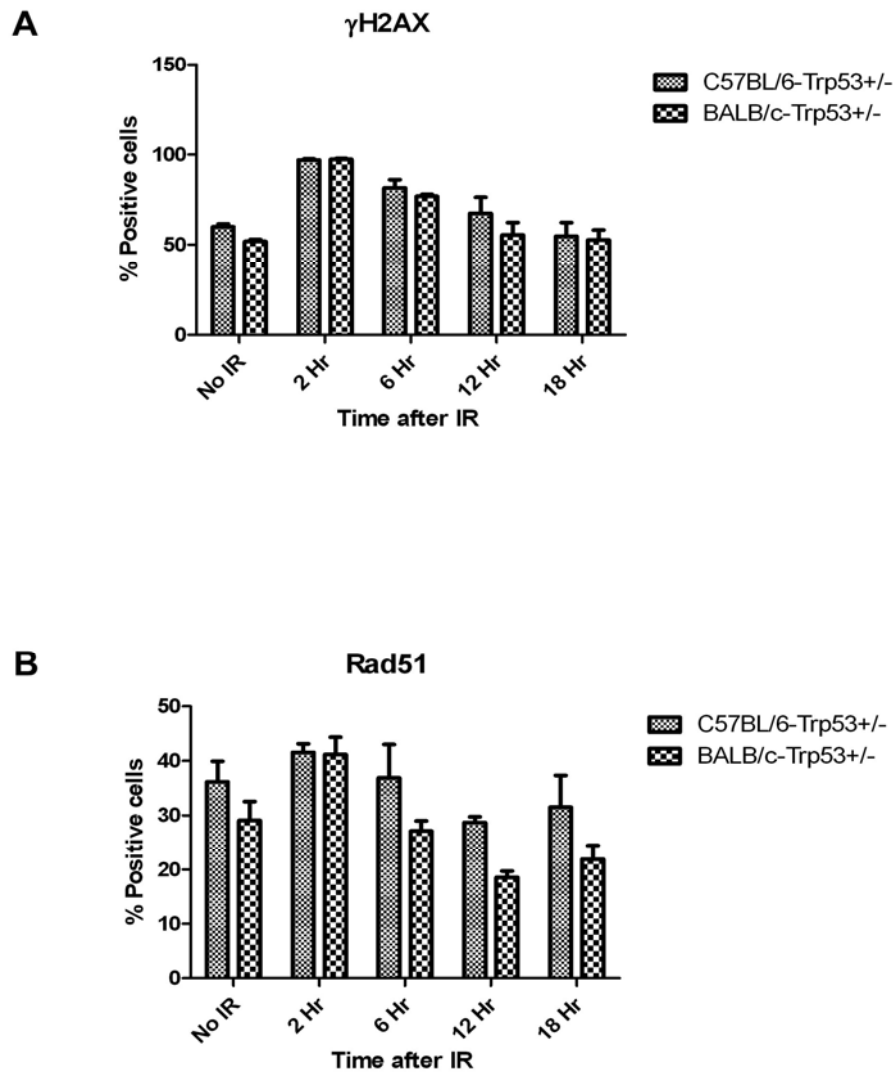 A
γH2AX
150
100
50
0
% Positive cells
No IR
2 Hr
6 Hr
12 Hr
18 Hr
Time after IR
C57BL/6-Trp53+/-
BALB/c-Trp53+/-
B
Rad51
50
40
30
20
10
0
% Positive cells
No IR
2 Hr
6 Hr
12 Hr
18 Hr
Time after IR
C57BL/6-Trp53+/-
BALB/c-Trp53+/-